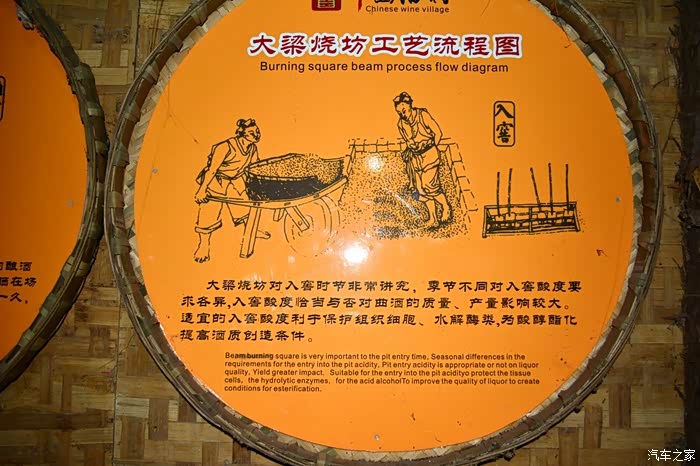 Chinese wine village
大梁烧坊工艺流程图
Burning square beam process flow diagram
入窖
大梁烧坊对入窖时节非常讲究，季节不同对入窖酸度要
求各异,入窖酸度恰当与否对曲酒的质量、产量影响较大。
适宜的入窖酸度利于保护组织细胞、水解酶类,为酸醇酯化
提高酒质创造条件。
Beamburning square is very important to the pit entry time, Seasonal differences in the
requirements for the entry into the pit acidity, Pit entry acidity is appropriate or not on liquor
quality, Yield greater impact. Suitable for the entry into the pit acidityo protect the tissue
cells, the hydrolytic enzymes, for the acid alcoholTo improve the quality of liquor to create
conditions for esterification.
酿酒
在场
一久，
汽车之家